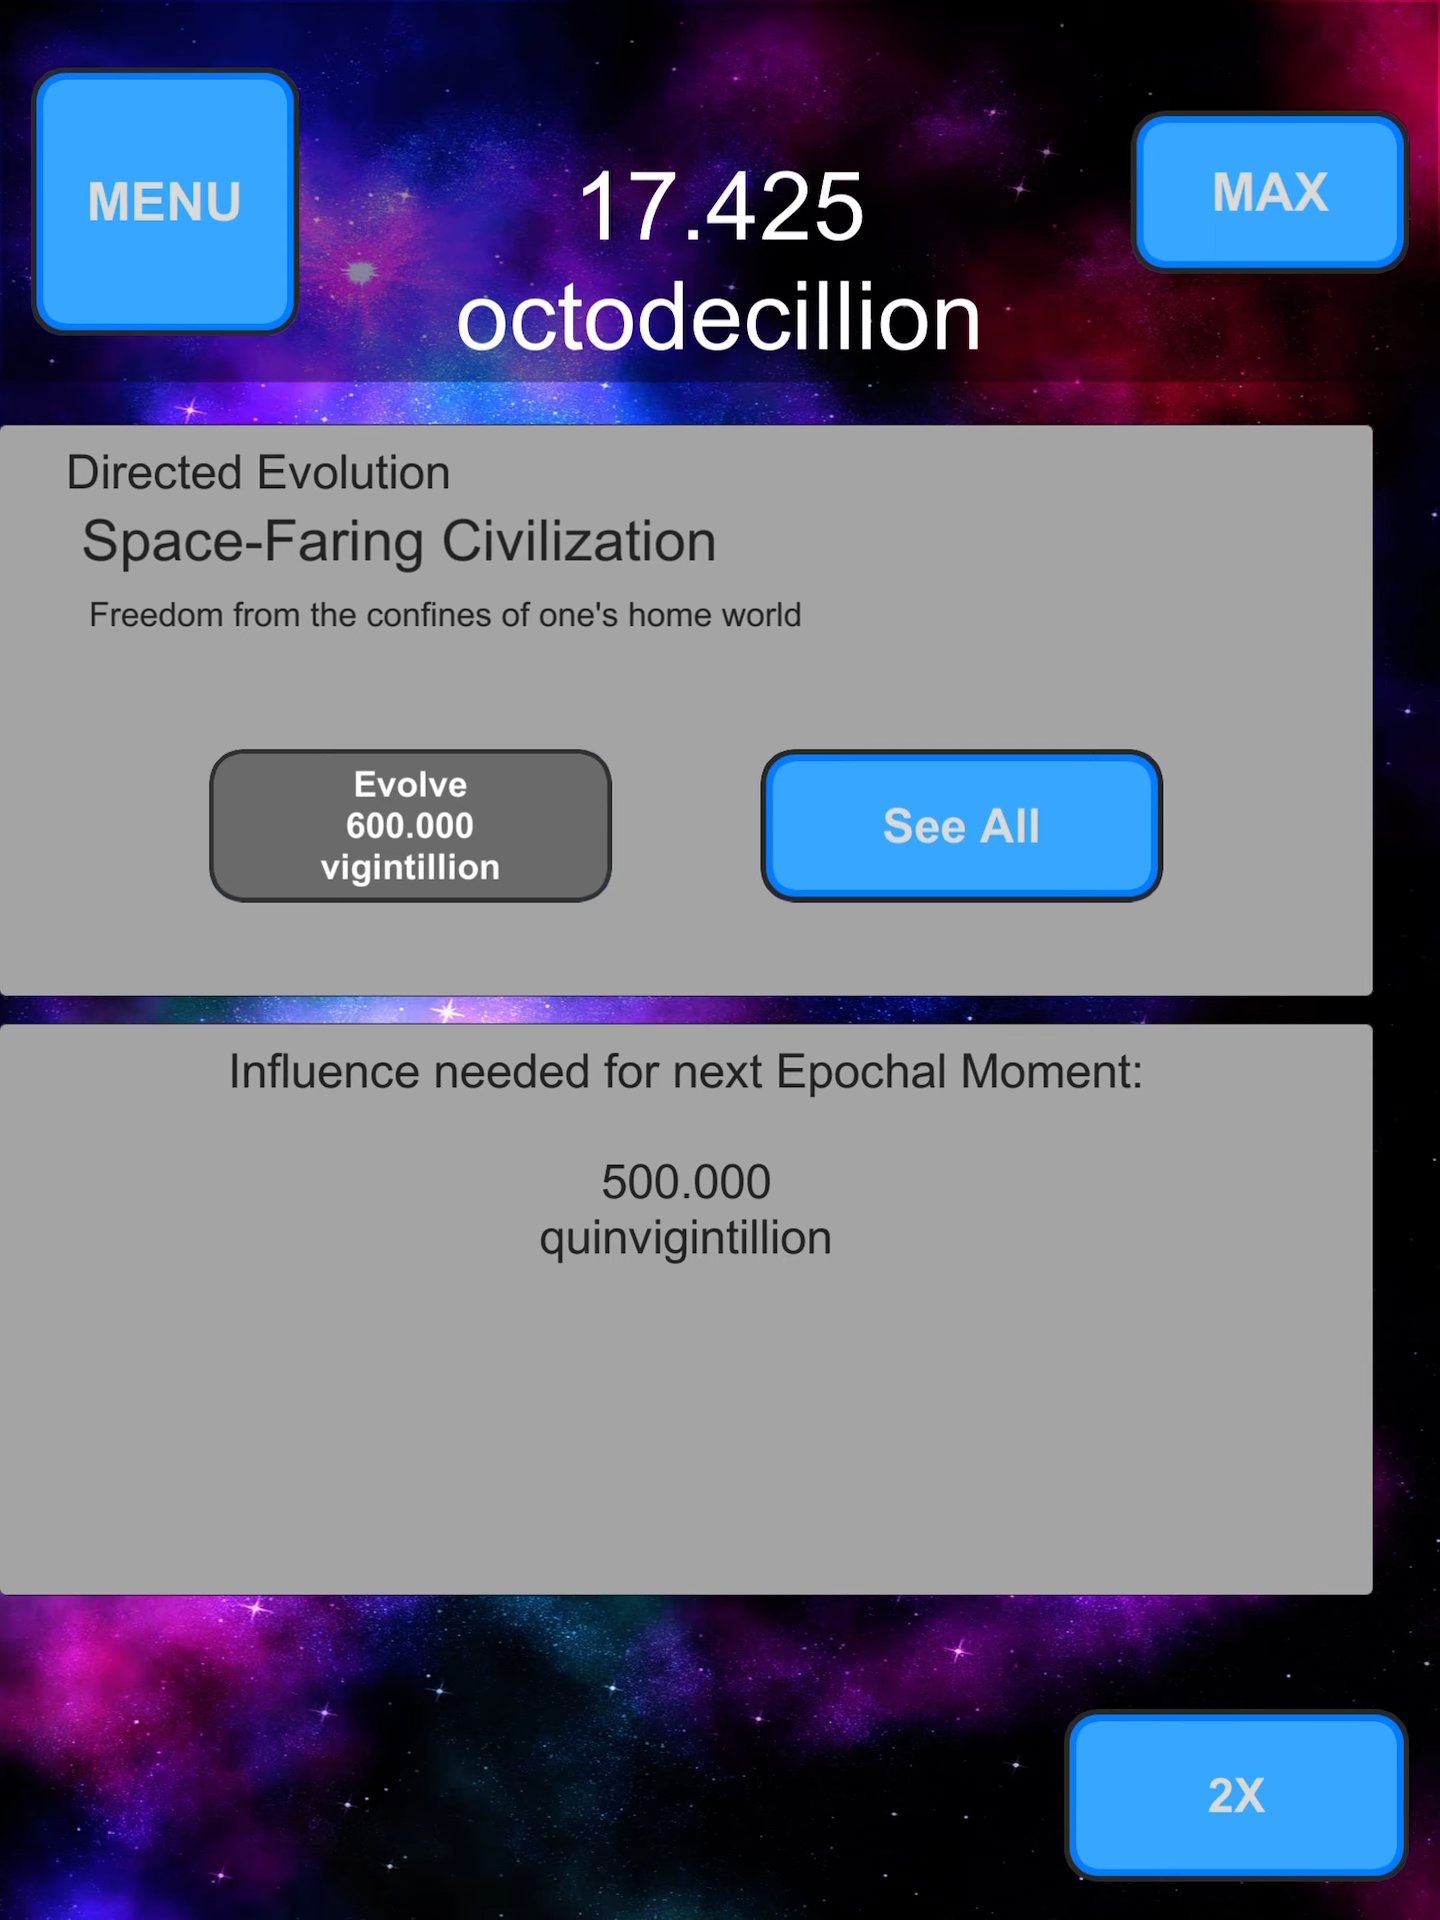 MENU
17.425
octodecillion
MAX
Directed Evolution
Space-Faring Civilization
Freedom from the confines of one's home world
Evolve
600.000
vigintillion
See All
Influence needed for next Epochal Moment:
500.000
quinvigintillion
2X